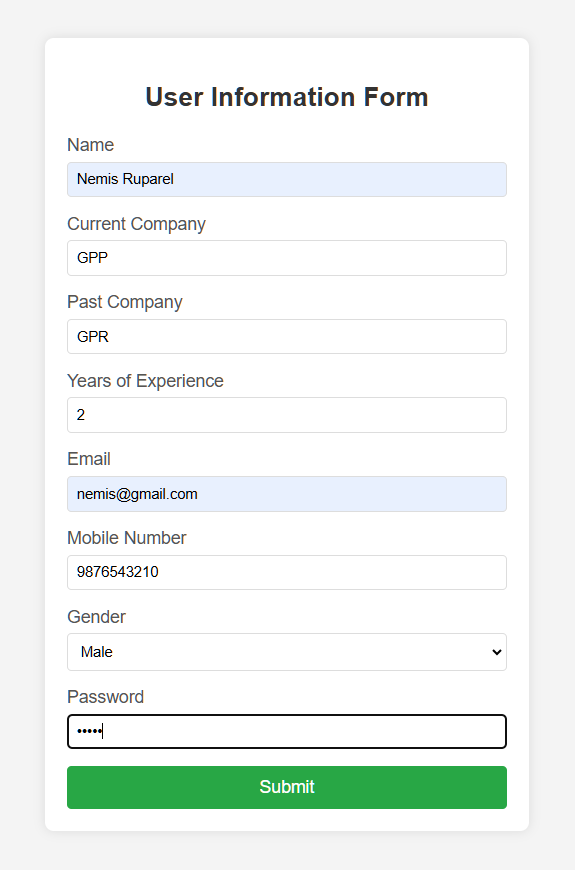 User Information Form
Name
Nemis Ruparel
Current Company
GPP
Past Company
GPR
Years of Experience
2
Email
nemis@gmail.com
Mobile Number
9876543210
Gender
Male
Password
•••••
Submit